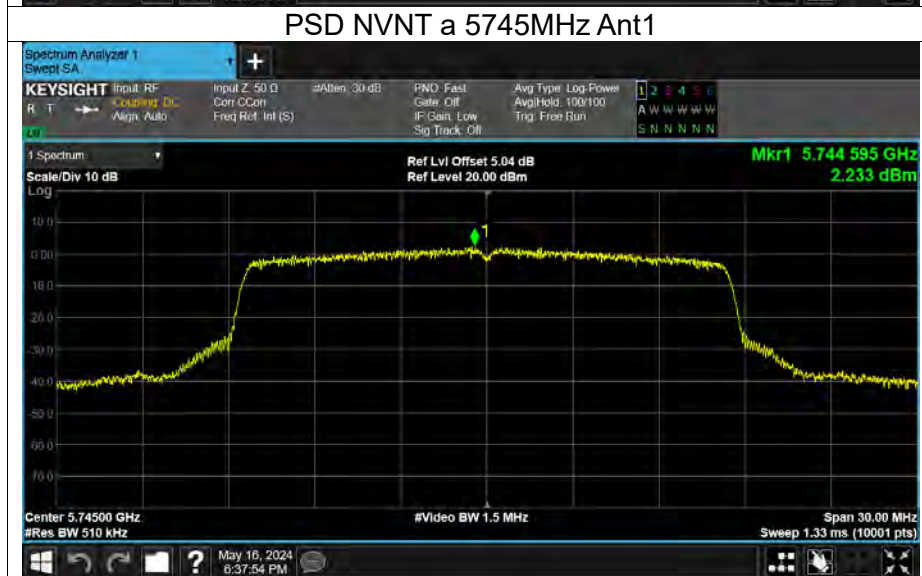 PSD NVNT a 5745MHz Ant1
Spectrum Analyzer 1
Swept SA
+
KEYSIGHT Input: RF
R T
Coupling: DC
Align: Auto
Input Z: 50 Ω
Corr CCorr
Freq Ref: Int (S)
#Atten: 30 dB
PNO: Fast
Gate: Off
IF Gain: Low
Sig Track: Off
Avg Type: Log-Power
Avg|Hold: 100/100
Trig: Free Run
1 2 3 4 5 6
A W W W W W
S N N N N N
1 Spectrum
Scale/Div 10 dB
Log
Ref Lvl Offset 5.04 dB
Ref Level 20.00 dBm
Mkr1 5.744 595 GHz
2.233 dBm
1
10.0
0.00
-10.0
-20.0
-30.0
-40.0
-50.0
-60.0
-70.0
Center 5.74500 GHz
#Res BW 510 kHz
#Video BW 1.5 MHz
Span 30.00 MHz
Sweep 1.33 ms (10001 pts)
?
May 16, 2024
6:37:54 PM